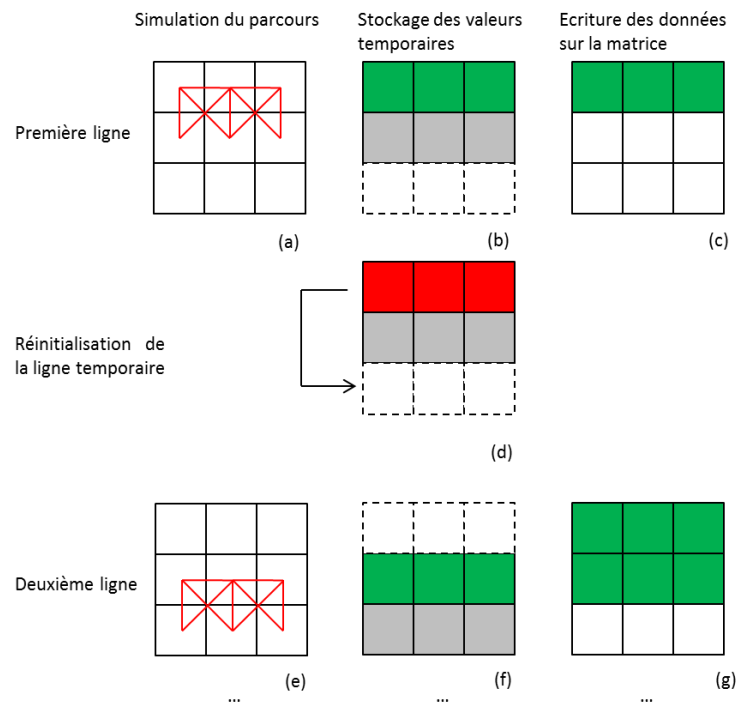 Simulation du parcours
Stockage des valeurs
temporaires
Ecriture des données
sur la matrice
Première ligne
(a)
(b)
(c)
Réinitialisation de
la ligne temporaire
(d)
Deuxième ligne
(e)
(f)
(g)
...
...
...